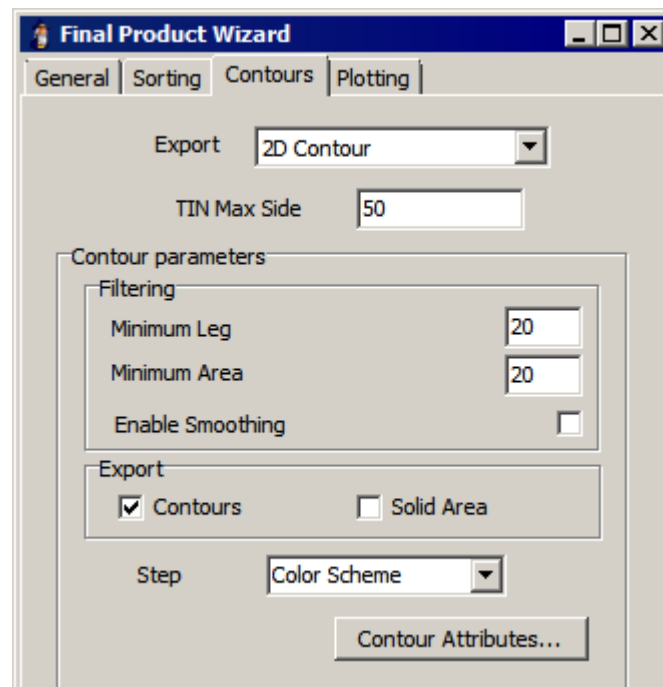 Final Product Wizard
General Sorting Contours Plotting
Export 2D Contour
TIN Max Side 50
Contour parameters
Filtering
Minimum Leg 20
Minimum Area 20
Enable Smoothing
Export
Contours Solid Area
Step Color Scheme
Contour Attributes...